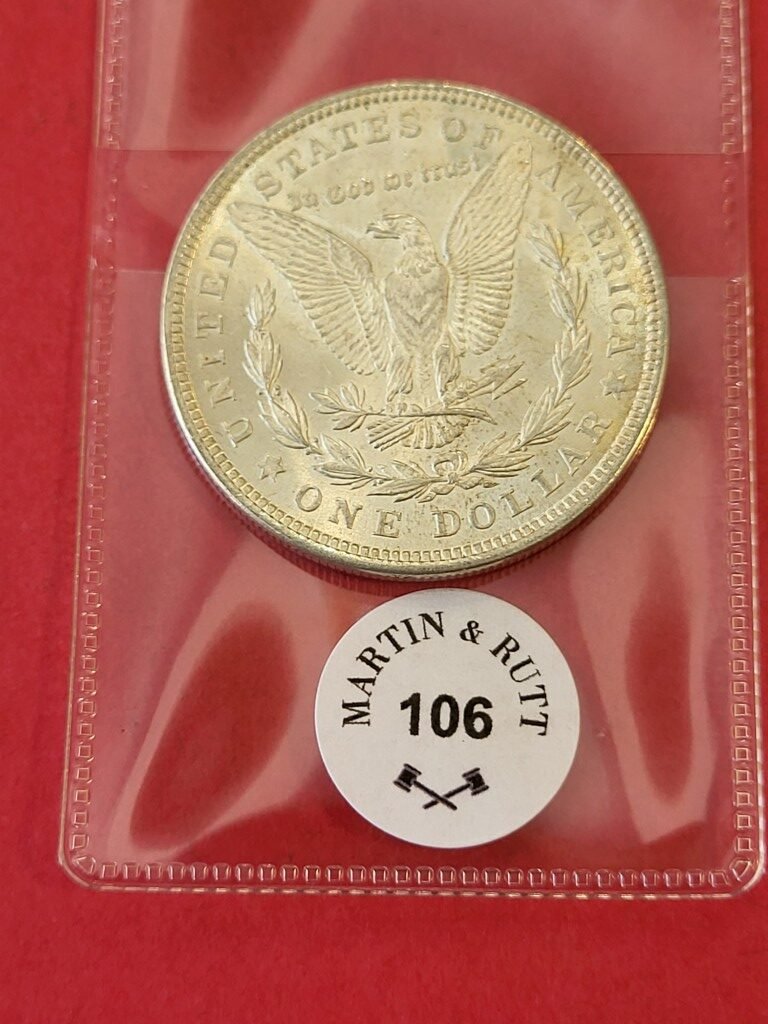 UNITED STATES OF AMERICA
In God we trust
ONE DOLLAR
MARTIN & RUTT
106